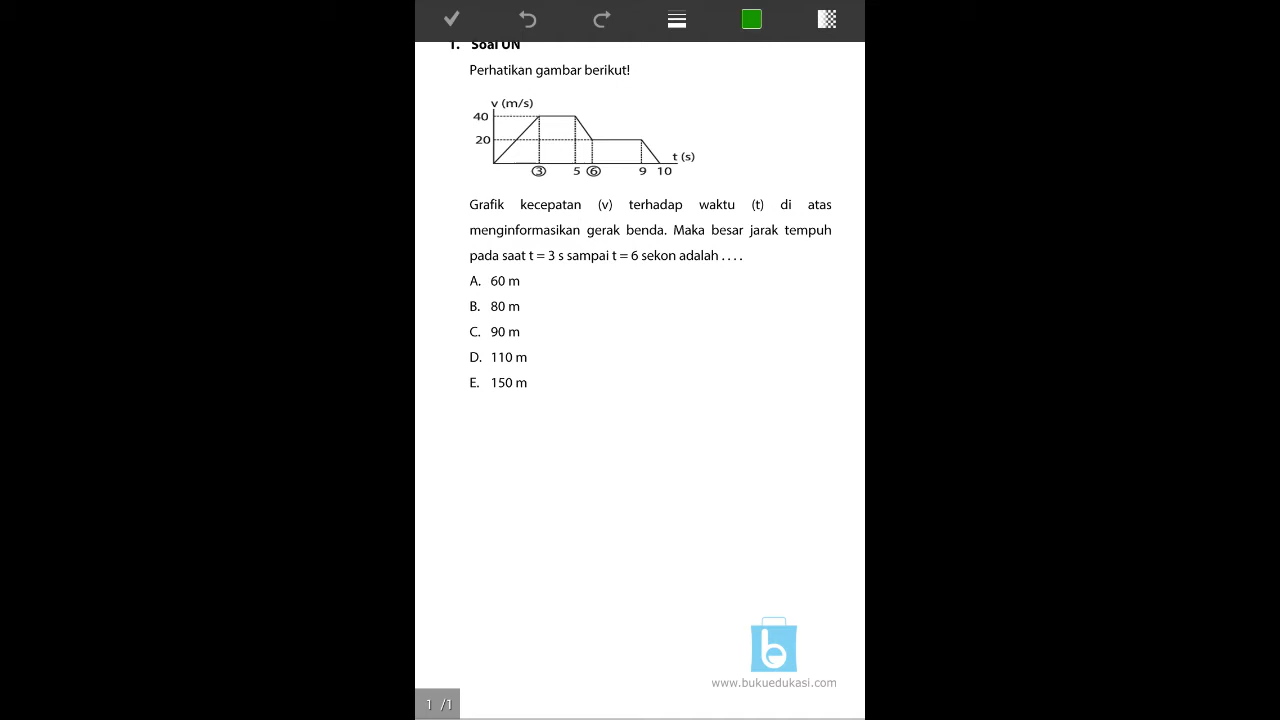 1. Soal UN
Perhatikan gambar berikut!
v (m/s)
40
20
t (s)
3 5 6 9 10
Grafik kecepatan (v) terhadap waktu (t) di atas
menginformasikan gerak benda. Maka besar jarak tempuh
pada saat t = 3 s sampai t = 6 sekon adalah . . . .
A. 60 m
B. 80 m
C. 90 m
D. 110 m
E. 150 m
b
www.bukuedukasi.com
1 /1